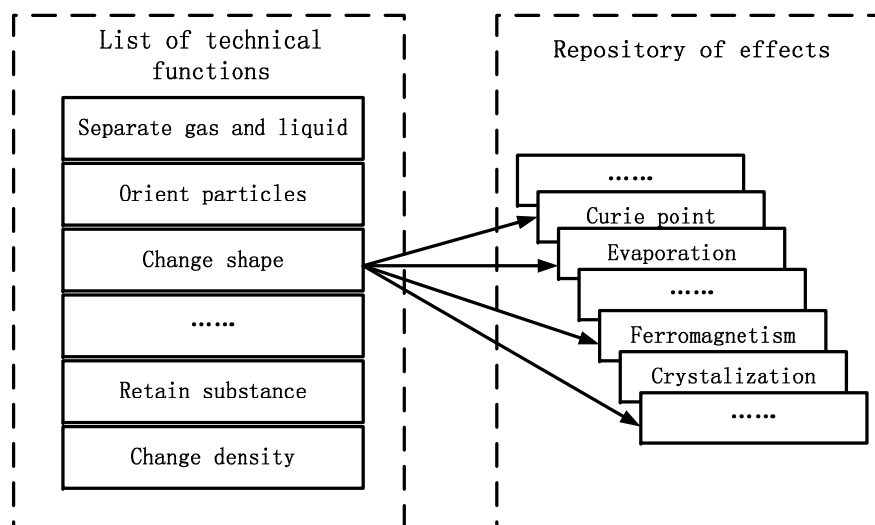 List of technical
functions
Separate gas and liquid
Orient particles
Change shape
……
Retain substance
Change density
Repository of effects
……
Curie point
Evaporation
……
Ferromagnetism
Crystalization
……